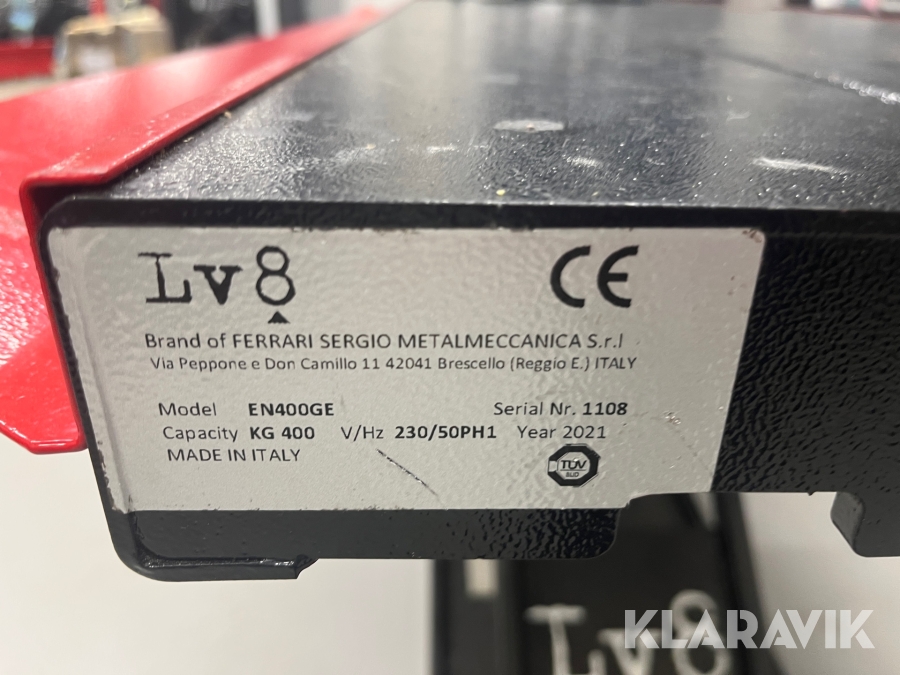 Lv8
CE
Brand of FERRARI SERGIO METALMECCANICA S.r.l
Via Peppone e Don Camillo 11 42041 Brescello (Reggio E.) ITALY
Model EN400GE Serial Nr. 1108
Capacity KG 400 V/Hz 230/50PH1 Year 2021
MADE IN ITALY
TÜV
SUD
Lv8
KLARAVIK